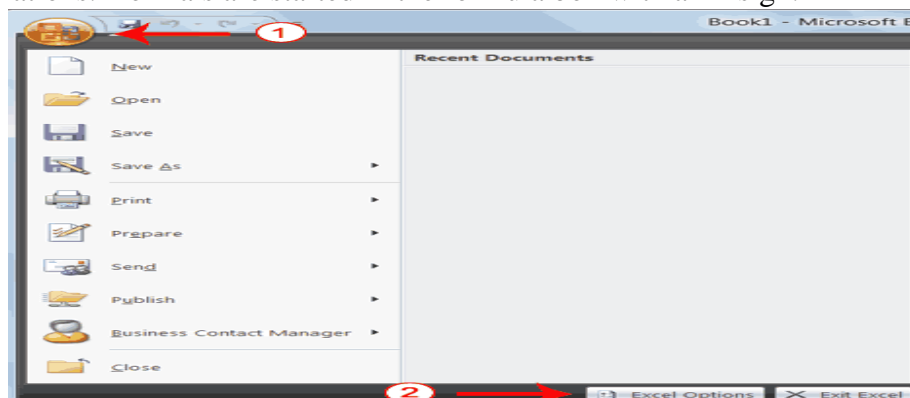 Book1 - Microsoft E
1
New
Recent Documents
Open
Save
Save As
Print
Prepare
Send
Publish
Business Contact Manager
Close
2
Excel Options
Exit Excel